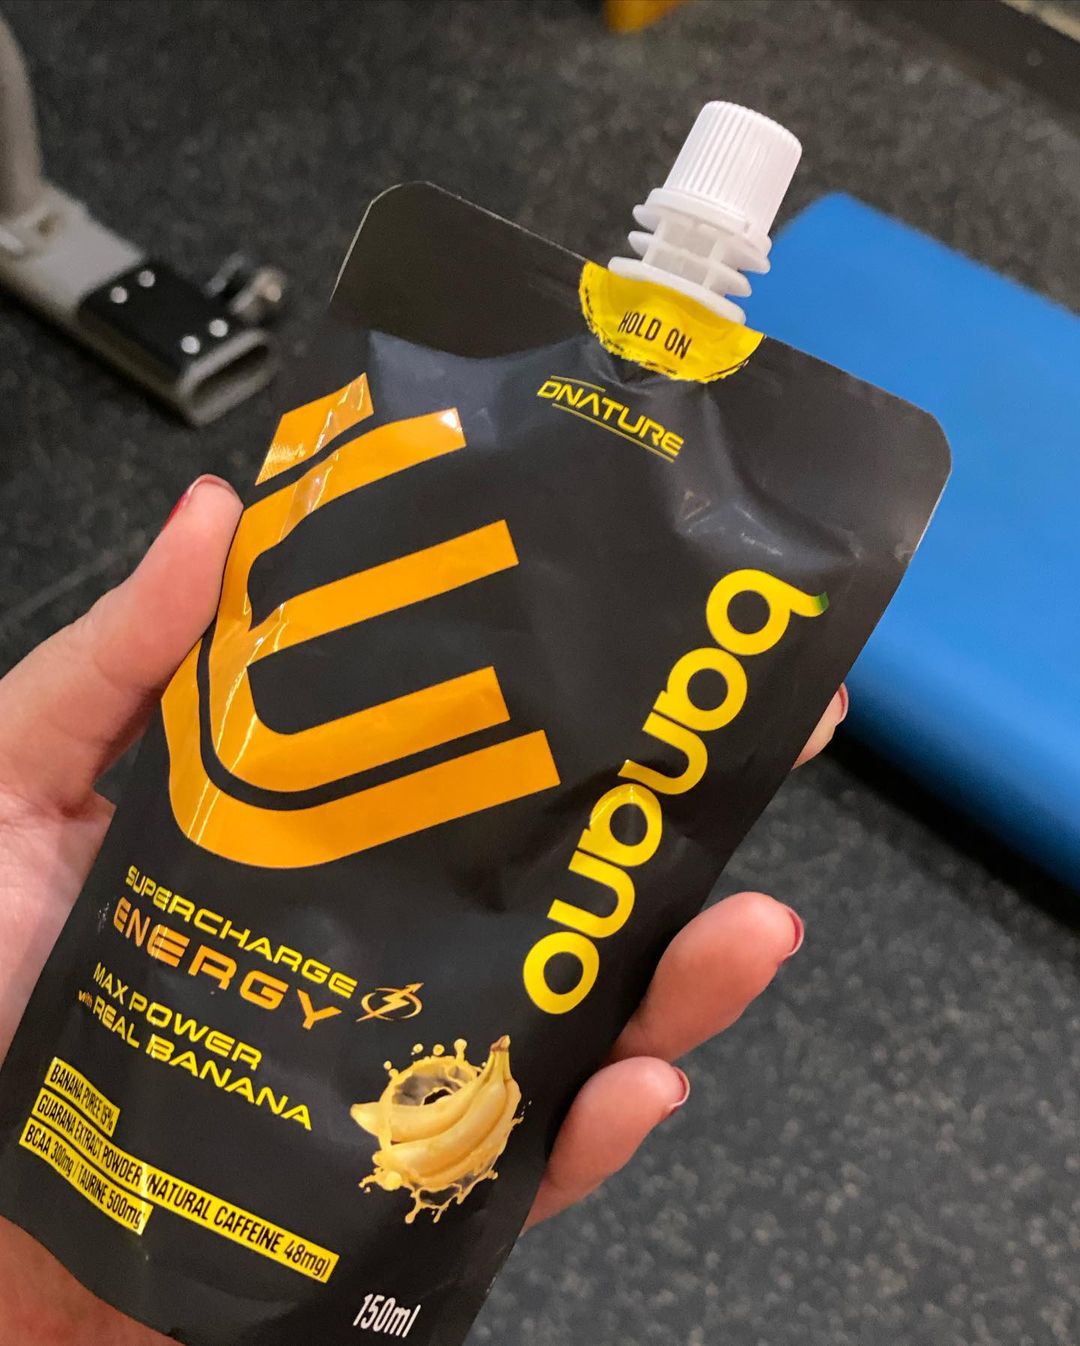 HOLD ON
DNATURE
banano
SUPERCHARGE
ENERGY
MAX POWER
with REAL BANANA
BANANA PUREE 15%
GUARANA EXTRACT POWDER (NATURAL CAFFEINE 48mg)
BCAA 300mg / TAURINE 500mg
150ml